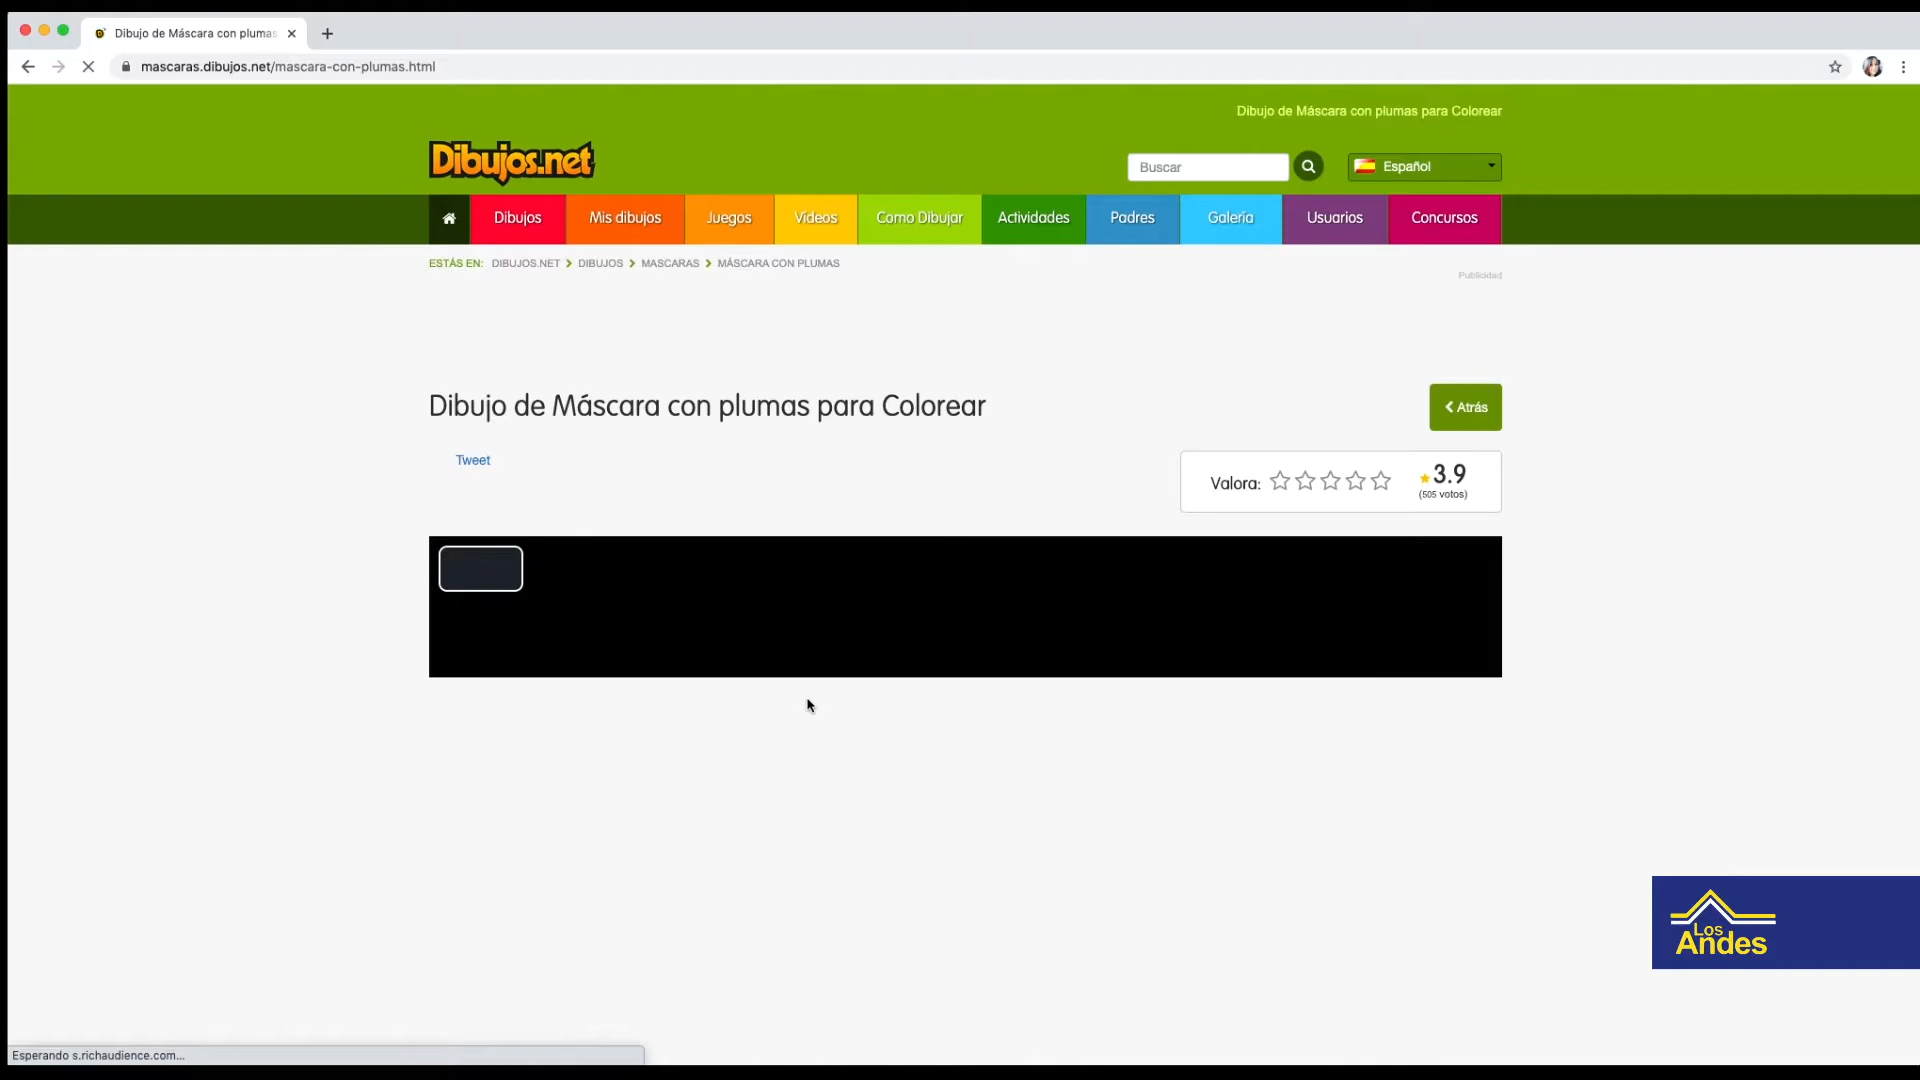 Dibujo de Máscara con plumas
mascaras.dibujos.net/mascara-con-plumas.html
Dibujo de Máscara con plumas para Colorear
Dibujos.net
Buscar
Español
Dibujos
Mis dibujos
Juegos
Videos
Como Dibujar
Actividades
Padres
Galería
Usuarios
Concursos
ESTÁS EN: DIBUJOS.NET > DIBUJOS > MASCARAS > MÁSCARA CON PLUMAS
Publicidad
Dibujo de Máscara con plumas para Colorear
Atrás
Tweet
Valora:
3.9
(505 votos)
Los
Andes
Esperando s.richaudience.com...